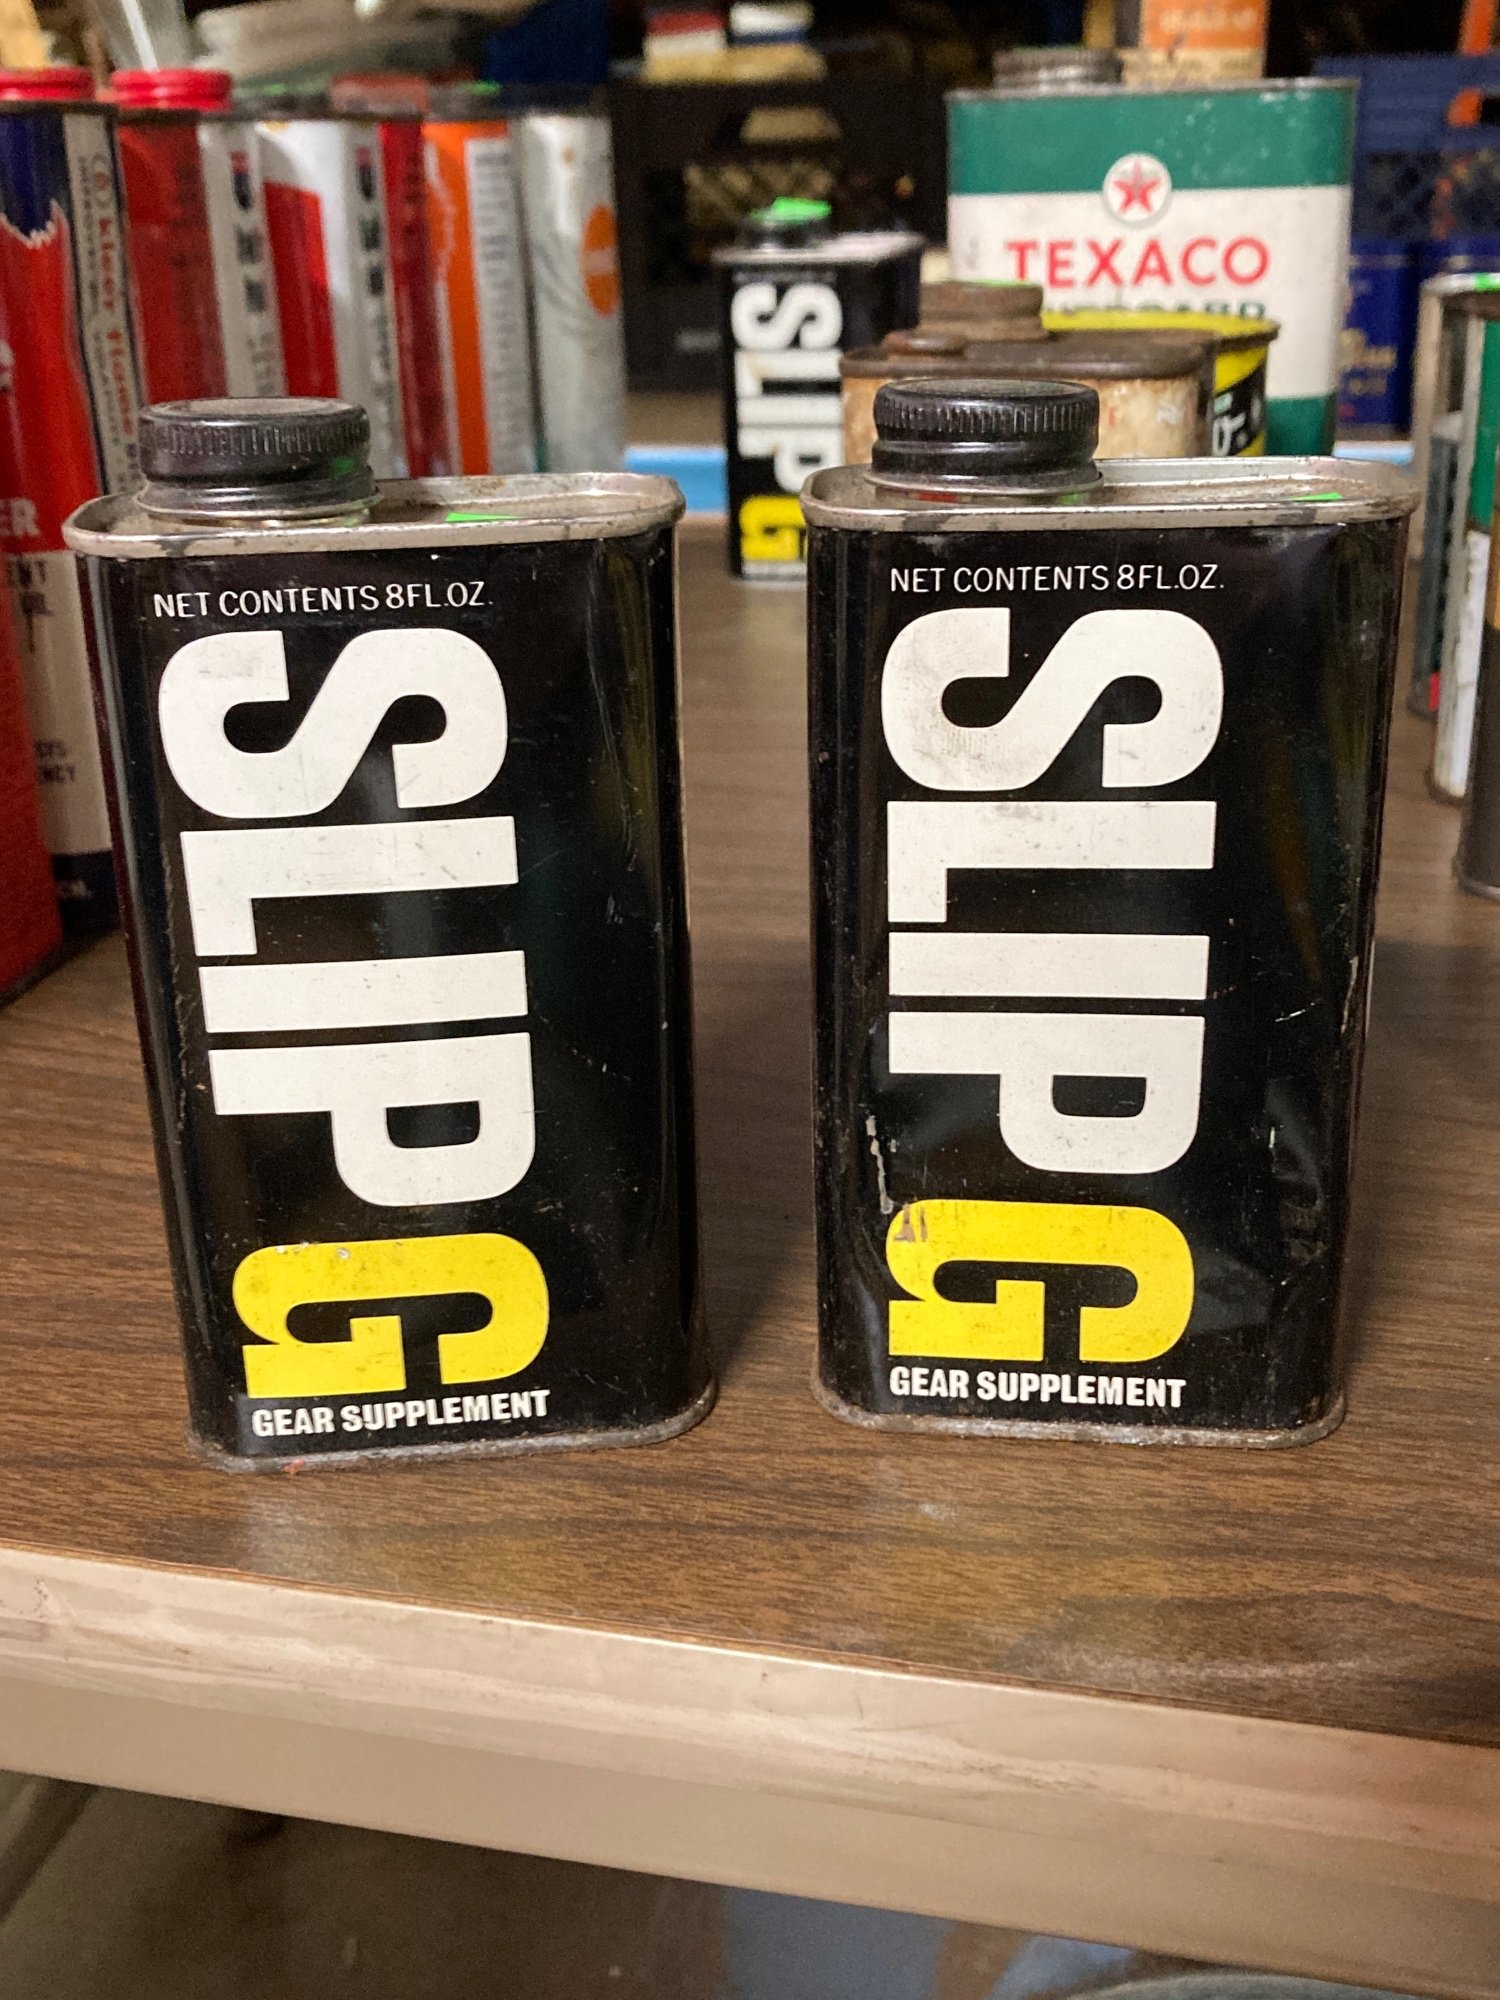 NET CONTENTS 8FL.OZ.
SLIP G
GEAR SUPPLEMENT
NET CONTENTS 8FL.OZ.
SLIP G
GEAR SUPPLEMENT
SLIP G
TEXACO